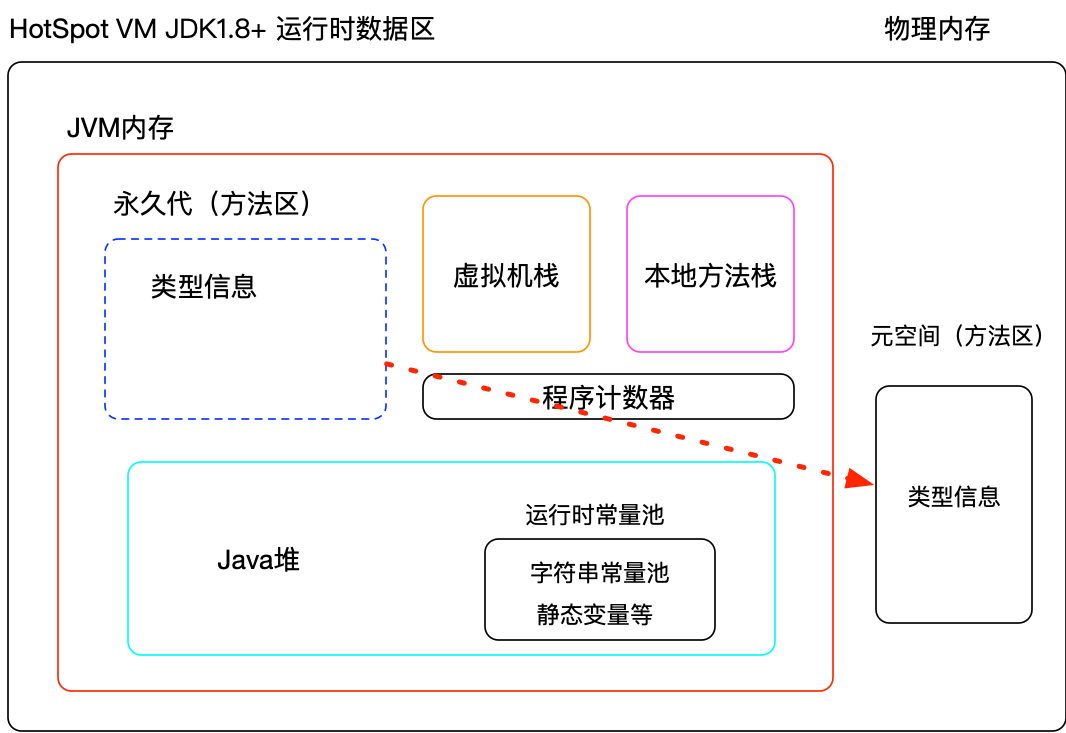 HotSpot VM JDK1.8+ 运行时数据区
物理内存
JVM内存
永久代（方法区）
类型信息
虚拟机栈
本地方法栈
程序计数器
元空间（方法区）
类型信息
Java堆
运行时常量池
字符串常量池
静态变量等